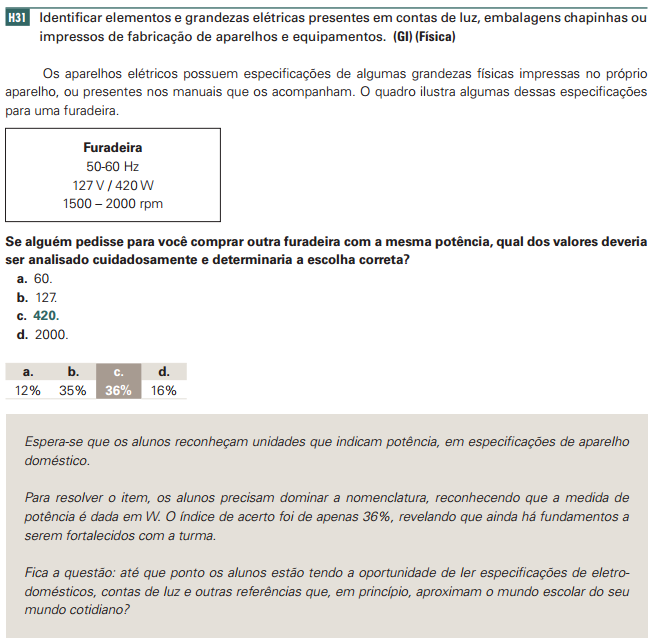 H31 Identificar elementos e grandezas elétricas presentes em contas de luz, embalagens chapinhas ou
impressos de fabricação de aparelhos e equipamentos. (GI) (Física)
Os aparelhos elétricos possuem especificações de algumas grandezas físicas impressas no próprio
aparelho, ou presentes nos manuais que os acompanham. O quadro ilustra algumas dessas especificações
para uma furadeira.
Furadeira
50-60 Hz
127 V / 420 W
1500 – 2000 rpm
Se alguém pedisse para você comprar outra furadeira com a mesma potência, qual dos valores deveria
ser analisado cuidadosamente e determinaria a escolha correta?
a. 60.
b. 127.
c. 420.
d. 2000.
a. b. c. d.
12% 35% 36% 16%
Espera-se que os alunos reconheçam unidades que indicam potência, em especificações de aparelho
doméstico.
Para resolver o item, os alunos precisam dominar a nomenclatura, reconhecendo que a medida de
potência é dada em W. O índice de acerto foi de apenas 36%, revelando que ainda há fundamentos a
serem fortalecidos com a turma.
Fica a questão: até que ponto os alunos estão tendo a oportunidade de ler especificações de eletro-
domésticos, contas de luz e outras referências que, em princípio, aproximam o mundo escolar do seu
mundo cotidiano?